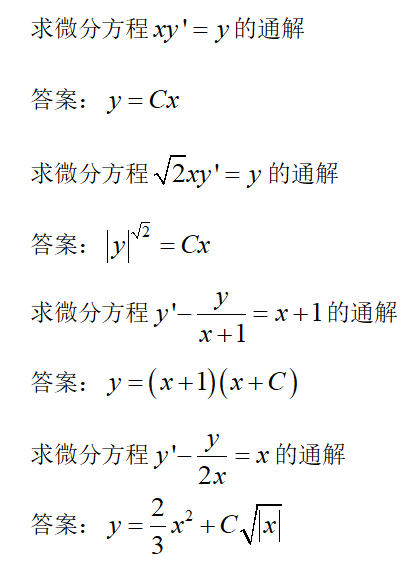 求微分方程 xy' = y 的通解
答案： y = Cx
求微分方程 √2xy' = y 的通解
答案： |y|^√2 = Cx
求微分方程 y' − y/(x+1) = x+1 的通解
答案： y = (x+1)(x+C)
求微分方程 y' − y/(2x) = x 的通解
答案： y = 2/3 x² + C√|x|